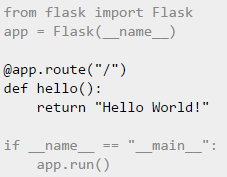 from flask import Flask
app = Flask(__name__)

@app.route("/")
def hello():
    return "Hello World!"

if __name__ == "__main__":
    app.run()